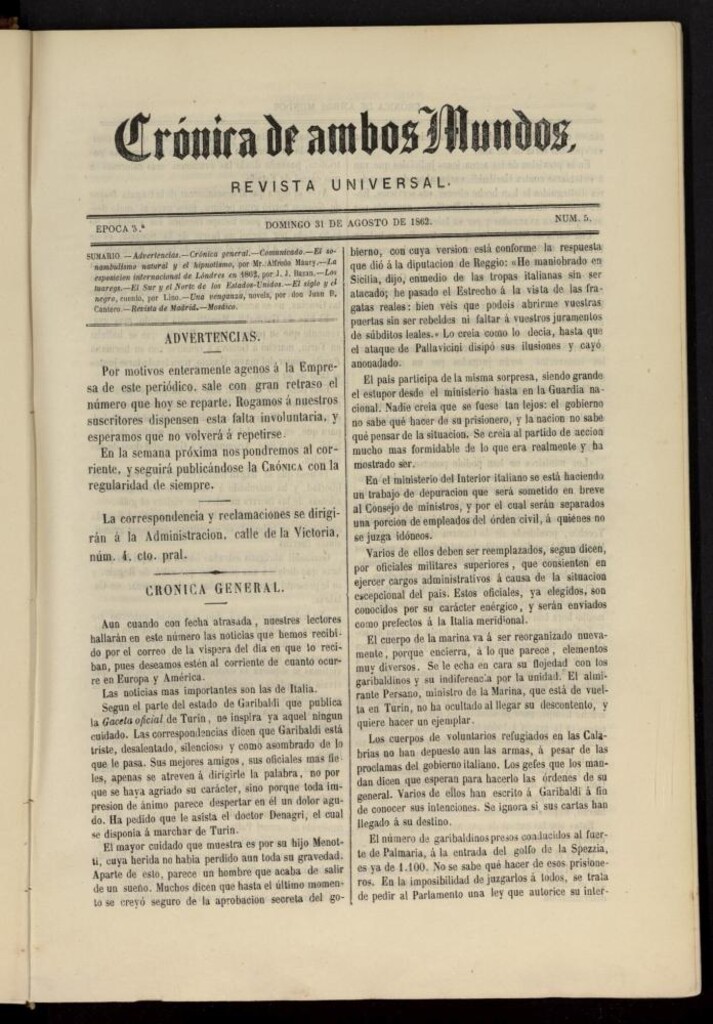 Crónica de ambos Mundos,
REVISTA UNIVERSAL.
EPOCA 3.ª
DOMINGO 31 DE AGOSTO DE 1862.
NUM. 5.
SUMARIO.—Advertencias.—Crónica general.—Comunicado.—El so-
nambulismo natural y el hipnotismo, por Mr. Alfredo Maury.—La
esposicion internacional de Lóndres en 1862, por J. J. Bazan.—Los
tuaregs.—El Sur y el Norte de los Estados-Unidos.—El siglo y el
negro, cuento, por Lino.—Una venganza, novela, por don Juan D.
Cantero.—Revista de Madrid.—Mosáico.
ADVERTENCIAS.
Por motivos enteramente agenos á la Empre-
sa de este periódico, sale con gran retraso el
número que hoy se reparte. Rogamos á nuestros
suscritores dispensen esta falta involuntaria, y
esperamos que no volverá á repetirse.
En la semana próxima nos pondremos al cor-
riente, y seguirá publicándose la CRÓNICA con la
regularidad de siempre.
La correspondencia y reclamaciones se dirigi-
rán á la Administracion, calle de la Victoria,
núm. 4, cto. pral.
CRONICA GENERAL.
Aun cuando con fecha atrasada, nuestros lectores
hallarán en este número las noticias que hemos recibi-
do por el correo de la víspera del dia en que lo reci-
ban, pues deseamos estén al corriente de cuanto ocur-
re en Europa y América.
Las noticias mas importantes son las de Italia.
Segun el parte del estado de Garibaldi que publica
la Gaceta oficial de Turin, no inspira ya aquel ningun
cuidado. Las correspondencias dicen que Garibaldi está
triste, desalentado, silencioso y como asombrado de lo
que le pasa. Sus mejores amigos, sus oficiales mas fie-
les, apenas se atreven á dirigirle la palabra, no por
que se haya agriado su carácter, sino porque toda im-
presion de ánimo parece despertar en él un dolor agu-
do. Ha pedido que le asista el doctor Denagri, el cual
se disponia á marchar de Turin.
El mayor cuidado que muestra es por su hijo Menot-
ti, cuya herida no habia perdido aun toda su gravedad.
Aparte de esto, parece un hombre que acaba de salir
de un sueño. Muchos dicen que hasta el último momen-
to se creyó seguro de la aprobacion secreta del go-
bierno, con cuya version está conforme la respuesta
que dió á la diputacion de Reggio: «He maniobrado en
Sicilia, dijo, enmedio de las tropas italianas sin ser
atacado; he pasado el Estrecho á la vista de las fra-
gatas reales: bien veis que podeis abrirme vuestras
puertas sin ser rebeldes ni faltar á vuestros juramentos
de súbditos leales.» Lo creia como lo decia, hasta que
el ataque de Pallavicini disipó sus ilusiones y cayó
anonadado.
El pais participa de la misma sorpresa, siendo grande
el estupor desde el ministerio hasta en la Guardia na-
cional. Nadie creia que se fuese tan lejos: el gobierno
no sabe qué hacer de su prisionero, y la nacion no sabe
qué pensar de la situacion. Se creia al partido de accion
mucho mas formidable de lo que era realmente y ha
mostrado ser.
En el ministerio del Interior italiano se está haciendo
un trabajo de depuracion que será sometido en breve
al Consejo de ministros, y por el cual serán separados
una porcion de empleados del órden civil, á quiénes no
se juzga idóneos.
Varios de ellos deben ser reemplazados, segun dicen,
por oficiales militares superiores, que consienten en
ejercer cargos administrativos á causa de la situacion
escepcional del pais. Estos oficiales, ya elegidos, son
conocidos por su carácter enérgico, y serán enviados
como prefectos á la Italia meridional.
El cuerpo de la marina va á ser reorganizado nueva-
mente, porque encierra, á lo que parece, elementos
muy diversos. Se le echa en cara su flojedad con los
garibaldinos y su indiferencia por la unidad. El almi-
rante Persano, ministro de la Marina, que está de vuel-
ta en Turin, no ha ocultado al llegar su descontento, y
quiere hacer un ejemplar.
Los cuerpos de voluntarios refugiados en las Cala-
brias no han depuesto aun las armas, á pesar de las
proclamas del gobierno italiano. Los gefes que los man-
dan dicen que esperan para hacerlo las órdenes de su
general. Varios de ellos han escrito á Garibaldi á fin
de conocer sus intenciones. Se ignora si sus cartas han
llegado á su destino.
El número de garibaldinos presos conducidos al fuer-
te de Palmaria, á la entrada del golfo de la Spezzia,
es ya de 1.100. No se sabe qué hacer de esos prisione-
ros. En la imposibilidad de juzgarlos á todos, se trata
de pedir al Parlamento una ley que autorice su inter-